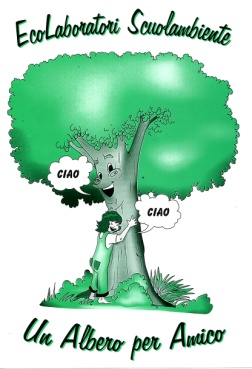 EcoLaboratori Scuolambiente
CIAO
CIAO
Un Albero per Amico